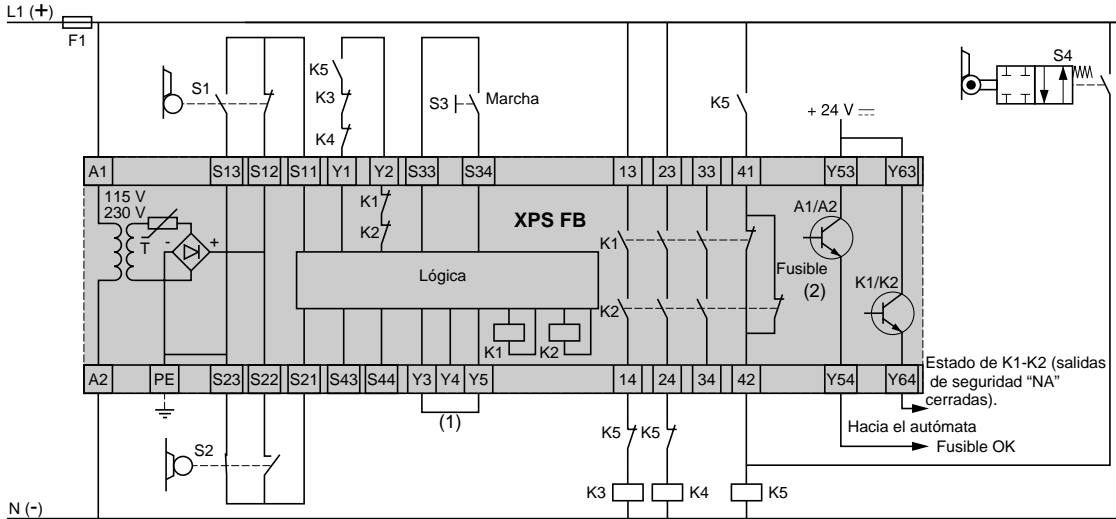 L1 (+)
F1
S1
K5
K3
K4
S3
Marcha
K5
+ 24 V
S4
A1 S13 S12 S11 Y1 Y2 S33 S34 13 23 33 41 Y53 Y63
115 V
230 V
T
-
+
K1
K2
XPS FB
Lógica
K1
K2
K1
K2
Fusible
(2)
A1/A2
K1/K2
A2 PE S23 S22 S21 S43 S44 Y3 Y4 Y5 14 24 34 42 Y54 Y64
Estado de K1-K2 (salidas
de seguridad “NA”
cerradas).
(1)
Hacia el autómata
Fusible OK
S2
K5
K5
K3
K4
K5
N (-)